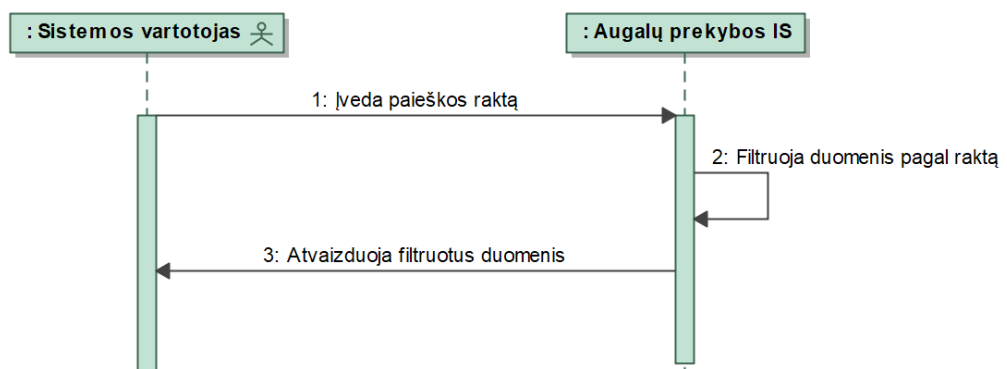 : Sistemos vartotojas
: Augalų prekybos IS
1: Įveda paieškos raktą
2: Filtruoja duomenis pagal raktą
3: Atvaizduoja filtruotus duomenis